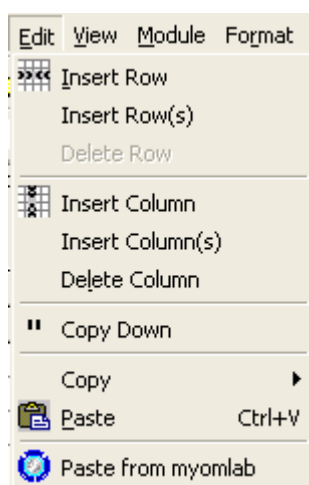 Edit View Module Format
Insert Row
Insert Row(s)
Delete Row
Insert Column
Insert Column(s)
Delete Column
" Copy Down
Copy
Paste Ctrl+V
Paste from myomlab